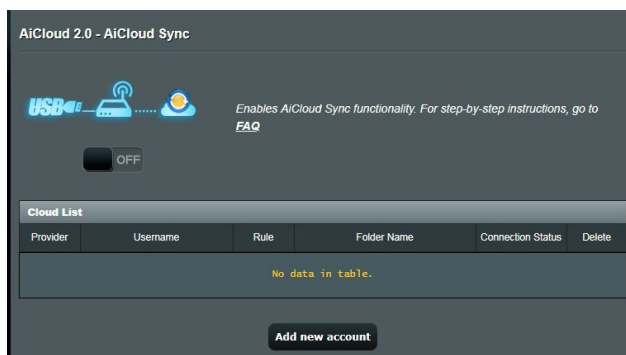 AiCloud 2.0 - AiCloud Sync
USB
Enables AiCloud Sync functionality. For step-by-step instructions, go to
FAQ
OFF
Cloud List
Provider Username Rule Folder Name Connection Status Delete
No data in table.
Add new account